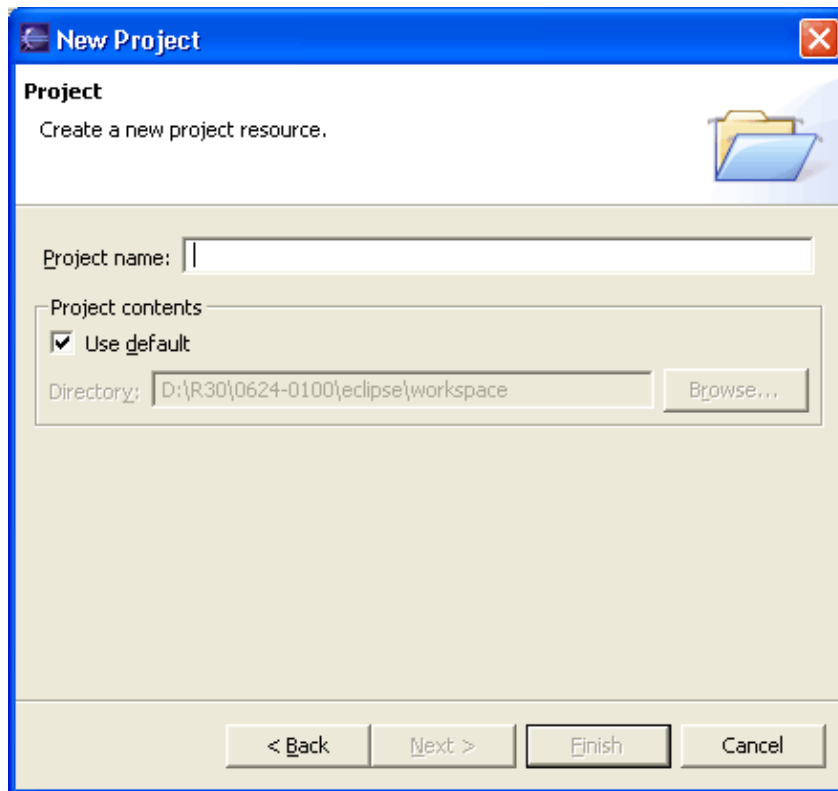 New Project
Project
Create a new project resource.
Project name:
Project contents
Use default
Directory: D:\R30\0624-0100\eclipse\workspace Browse...
< Back Next > Finish Cancel